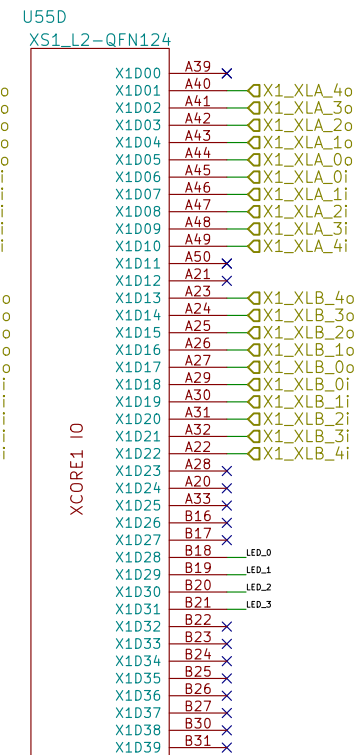 U55D
XS1_L2-QFN124
X1D00 A39
o X1D01 A40 X1_XLA_4o
o X1D02 A41 X1_XLA_3o
o X1D03 A42 X1_XLA_2o
o X1D04 A43 X1_XLA_1o
o X1D05 A44 X1_XLA_0o
i X1D06 A45 X1_XLA_0i
i X1D07 A46 X1_XLA_1i
i X1D08 A47 X1_XLA_2i
i X1D09 A48 X1_XLA_3i
i X1D10 A49 X1_XLA_4i
X1D11 A50
X1D12 A21
o X1D13 A23 X1_XLB_4o
o X1D14 A24 X1_XLB_3o
o X1D15 A25 X1_XLB_2o
o X1D16 A26 X1_XLB_1o
o X1D17 A27 X1_XLB_0o
i X1D18 A29 X1_XLB_0i
i X1D19 A30 X1_XLB_1i
i X1D20 A31 X1_XLB_2i
i X1D21 A32 X1_XLB_3i
i X1D22 A22 X1_XLB_4i
X1D23 A28
X1D24 A20
X1D25 A33
X1D26 B16
X1D27 B17
X1D28 B18 LED_0
X1D29 B19 LED_1
X1D30 B20 LED_2
X1D31 B21 LED_3
X1D32 B22
X1D33 B23
X1D34 B24
X1D35 B25
X1D36 B26
X1D37 B27
X1D38 B30
X1D39 B31
XCORE1 IO